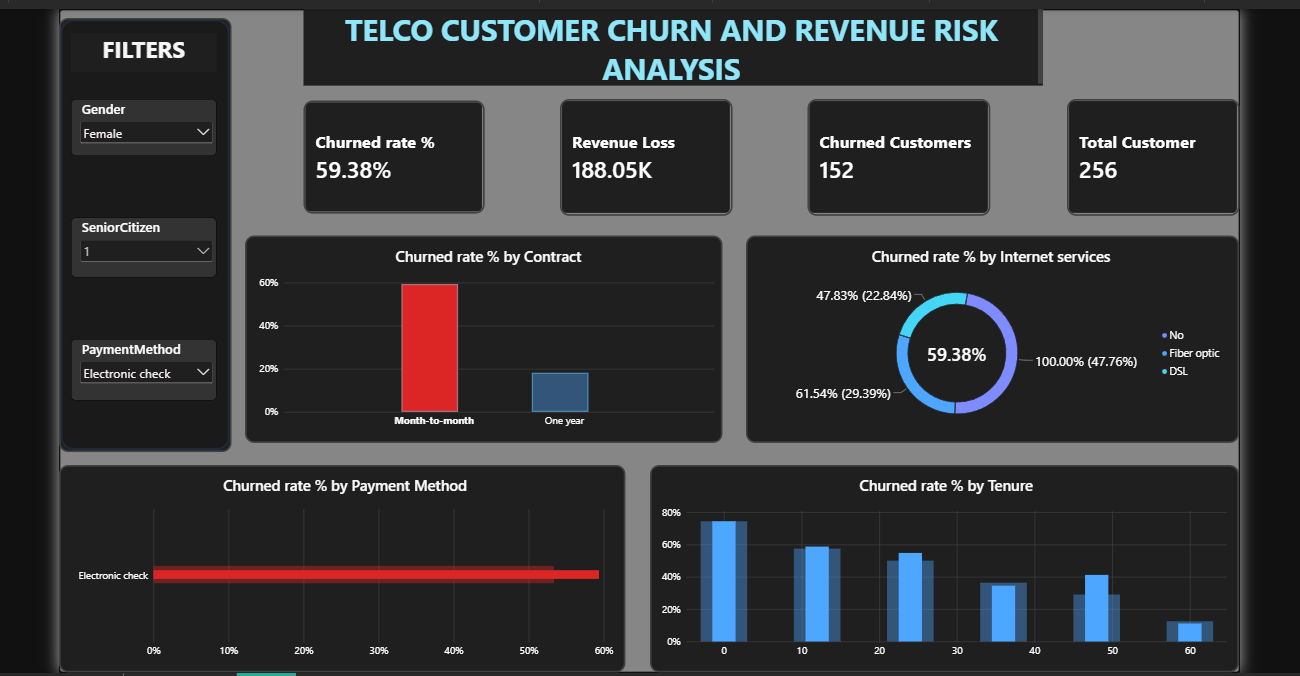 TELCO CUSTOMER CHURN AND REVENUE RISK
ANALYSIS
FILTERS
Gender
Female
SeniorCitizen
1
PaymentMethod
Electronic check
Churned rate %
59.38%
Revenue Loss
188.05K
Churned Customers
152
Total Customer
256
Churned rate % by Contract
60%
40%
20%
0%
Month-to-month
One year
Churned rate % by Internet services
47.83% (22.84%)
59.38%
100.00% (47.76%)
61.54% (29.39%)
No
Fiber optic
DSL
Churned rate % by Payment Method
Electronic check
0%
10%
20%
30%
40%
50%
60%
Churned rate % by Tenure
80%
60%
40%
20%
0%
0
10
20
30
40
50
60